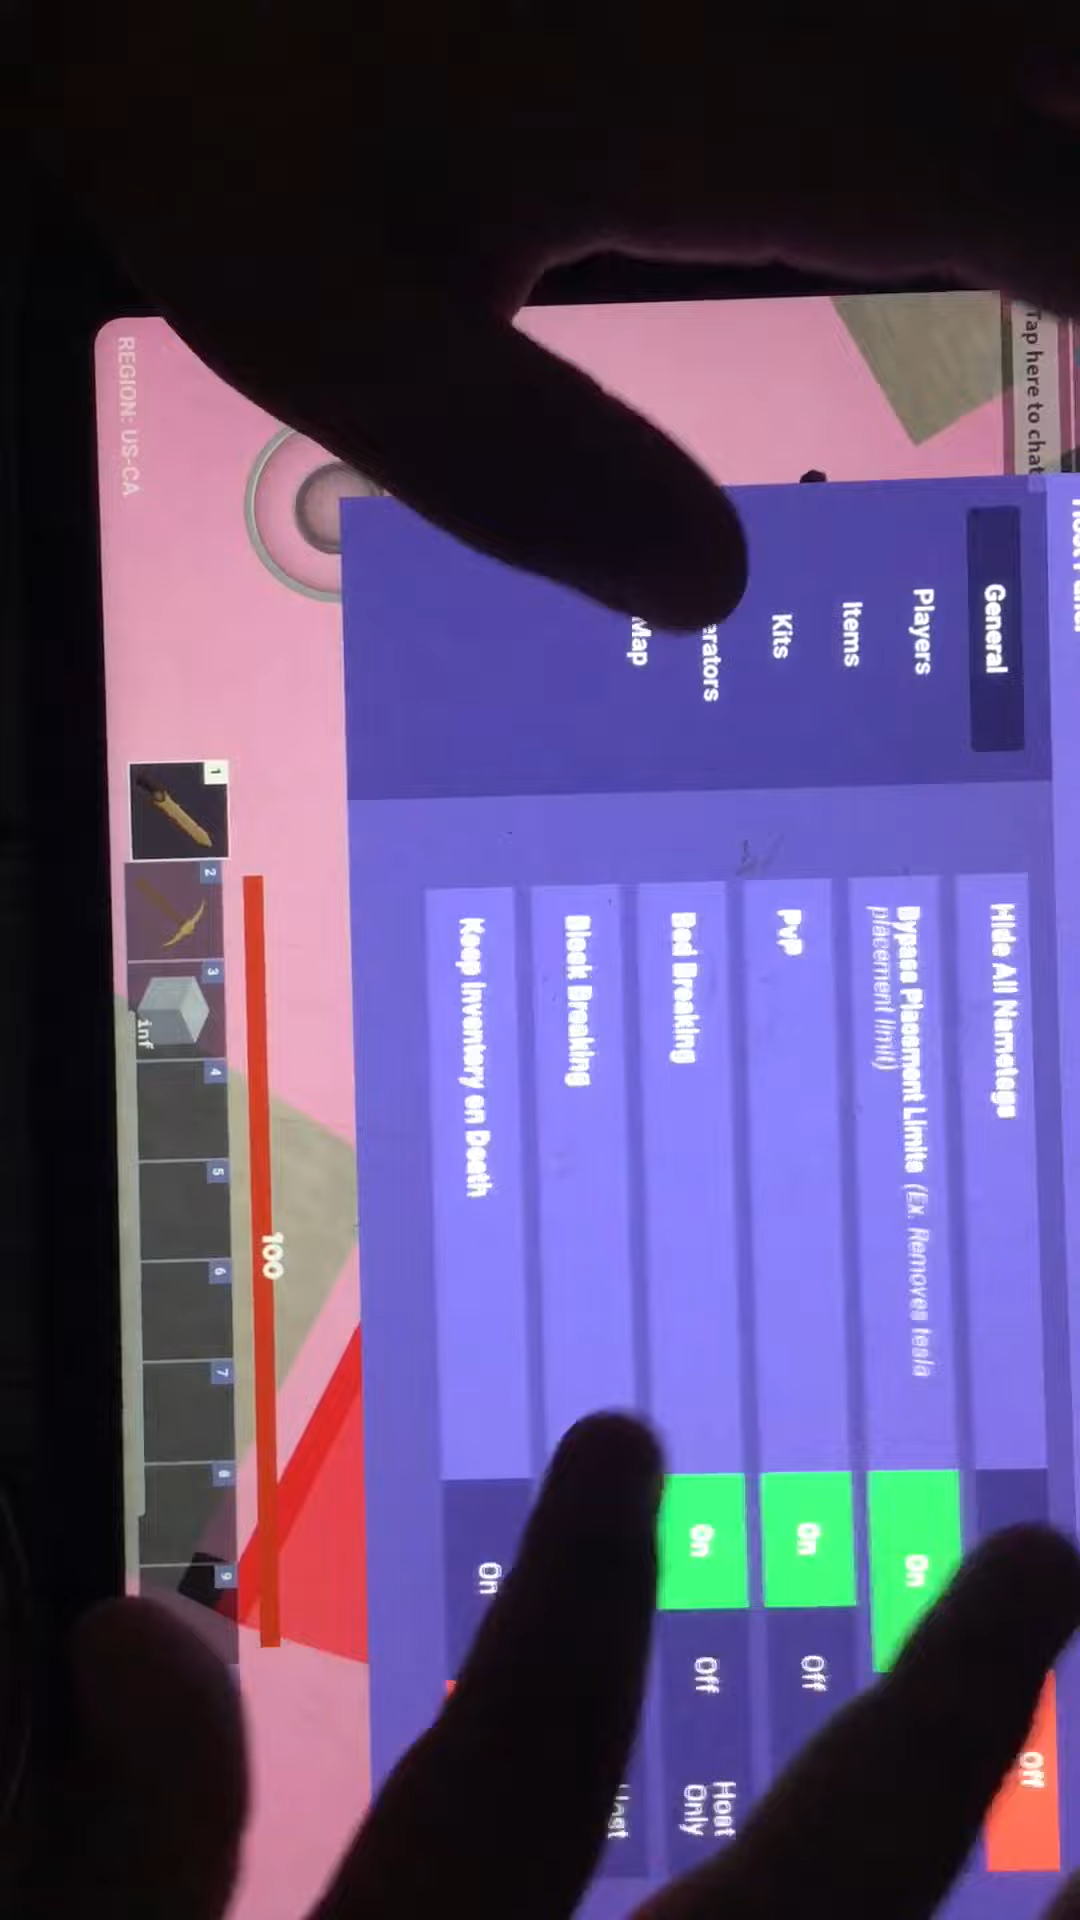 Tap here to chat
General
Players
Items
Kits
Map
Hide All Nametags
Off
Bypass Placement Limits (Ex. Removes tesla
placement limit)
On
PvP
On
Off
Bed Breaking
On
Off
Host
Only
Block Breaking
Keep Inventory on Death
On
100
1
2
3
inf
4
5
6
7
8
9
REGION: US-CA